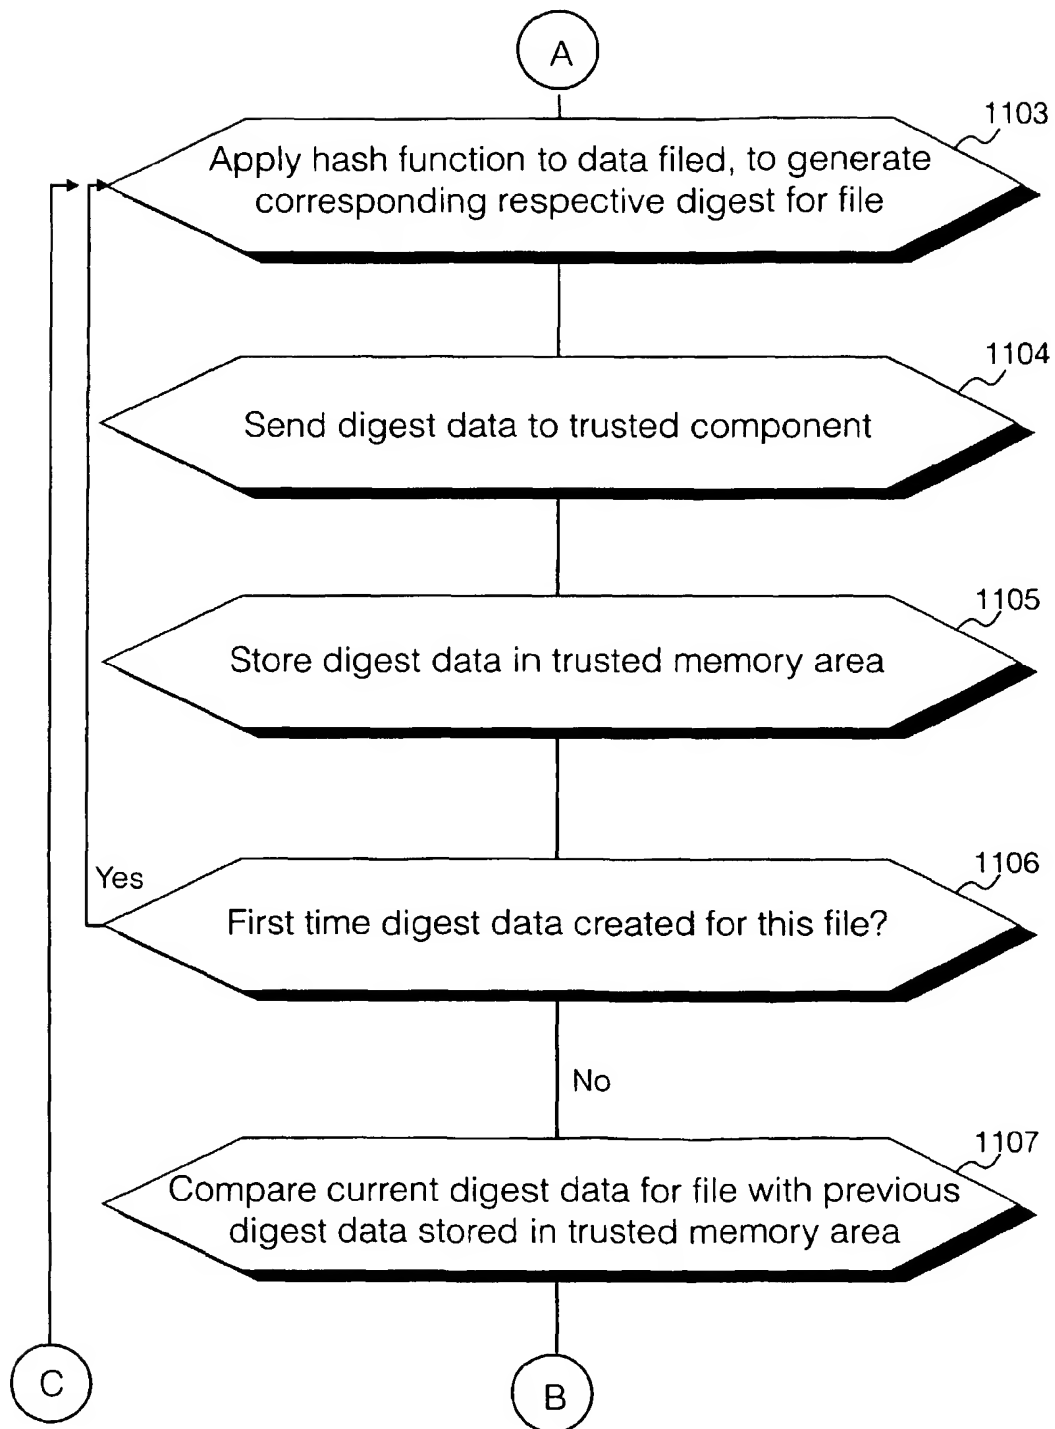 A
1103
Apply hash function to data filed, to generate
corresponding respective digest for file
1104
Send digest data to trusted component
1105
Store digest data in trusted memory area
1106
Yes
First time digest data created for this file?
No
1107
Compare current digest data for file with previous
digest data stored in trusted memory area
C
B